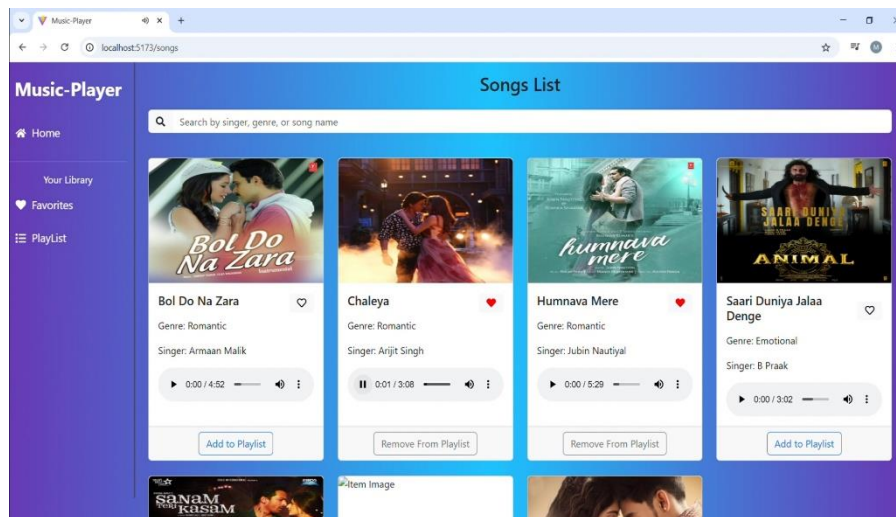 Music-Player
localhost:5173/songs
M
Music-Player
Home
Your Library
Favorites
PlayList
Songs List
Search by singer, genre, or song name
Bol Do
Na Zara
Bol Do Na Zara
Genre: Romantic
Singer: Armaan Malik
0:00 / 4:52
Add to Playlist
Chaleya
Genre: Romantic
Singer: Arijit Singh
0:01 / 3:08
Remove From Playlist
humnava
mere
Humnava Mere
Genre: Romantic
Singer: Jubin Nautiyal
0:00 / 5:29
Remove From Playlist
SAARI DUNIYA
JALAA DENGE
ANIMAL
Saari Duniya Jalaa
Denge
Genre: Emotional
Singer: B Praak
0:00 / 3:02
Add to Playlist
SANAM
TERI KASAM
Item Image